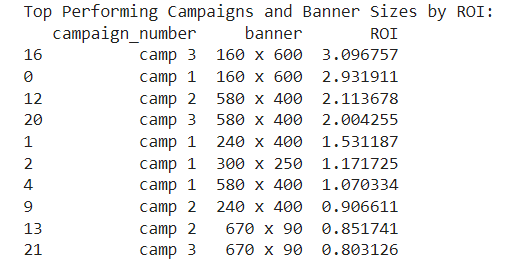 Top Performing Campaigns and Banner Sizes by ROI:
campaign_number banner ROI
16 camp 3 160 x 600 3.096757
0 camp 1 160 x 600 2.931911
12 camp 2 580 x 400 2.113678
20 camp 3 580 x 400 2.004255
1 camp 1 240 x 400 1.531187
2 camp 1 300 x 250 1.171725
4 camp 1 580 x 400 1.070334
9 camp 2 240 x 400 0.906611
13 camp 2 670 x 90 0.851741
21 camp 3 670 x 90 0.803126